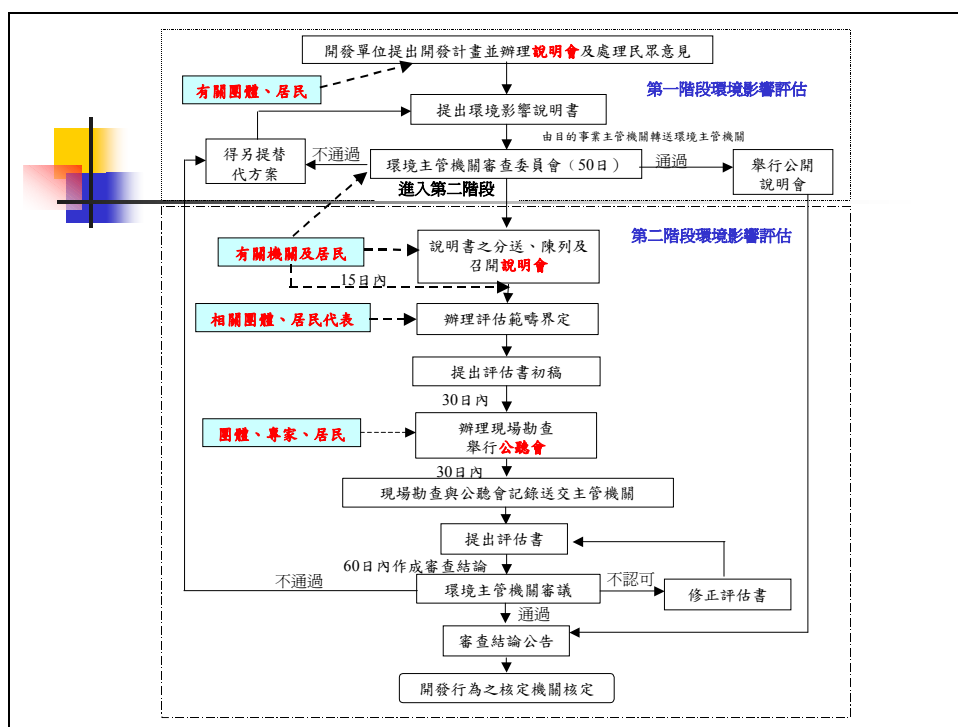 開發單位提出開發計畫並辦理說明會及處理民眾意見
有關團體、居民
第一階段環境影響評估
提出環境影響說明書
由目的事業主管機關轉送環境主管機關
得另提替
代方案
不通過
環境主管機關審查委員會（50日）
通過
舉行公開
說明會
進入第二階段
第二階段環境影響評估
有關機關及居民
說明書之分送、陳列及
召開說明會
15日內
相關團體、居民代表
辦理評估範疇界定
提出評估書初稿
30日內
團體、專家、居民
辦理現場勘查
舉行公聽會
30日內
現場勘查與公聽會記錄送交主管機關
提出評估書
60日內作成審查結論
不通過
環境主管機關審議
不認可
修正評估書
通過
審查結論公告
開發行為之核定機關核定